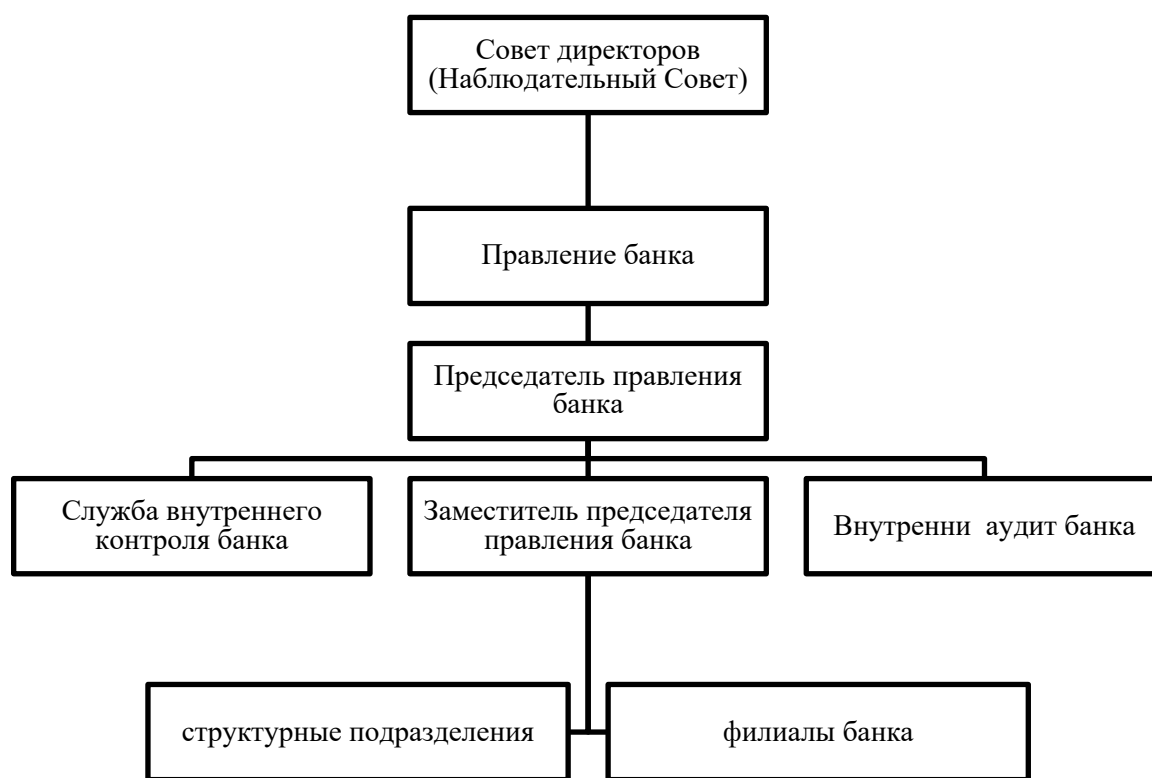 Совет директоров
(Наблюдательный Совет)
Правление банка
Председатель правления
банка
Служба внутреннего
контроля банка
Заместитель председателя
правления банка
Внутренни  аудит банка
структурные подразделения
филиалы банка